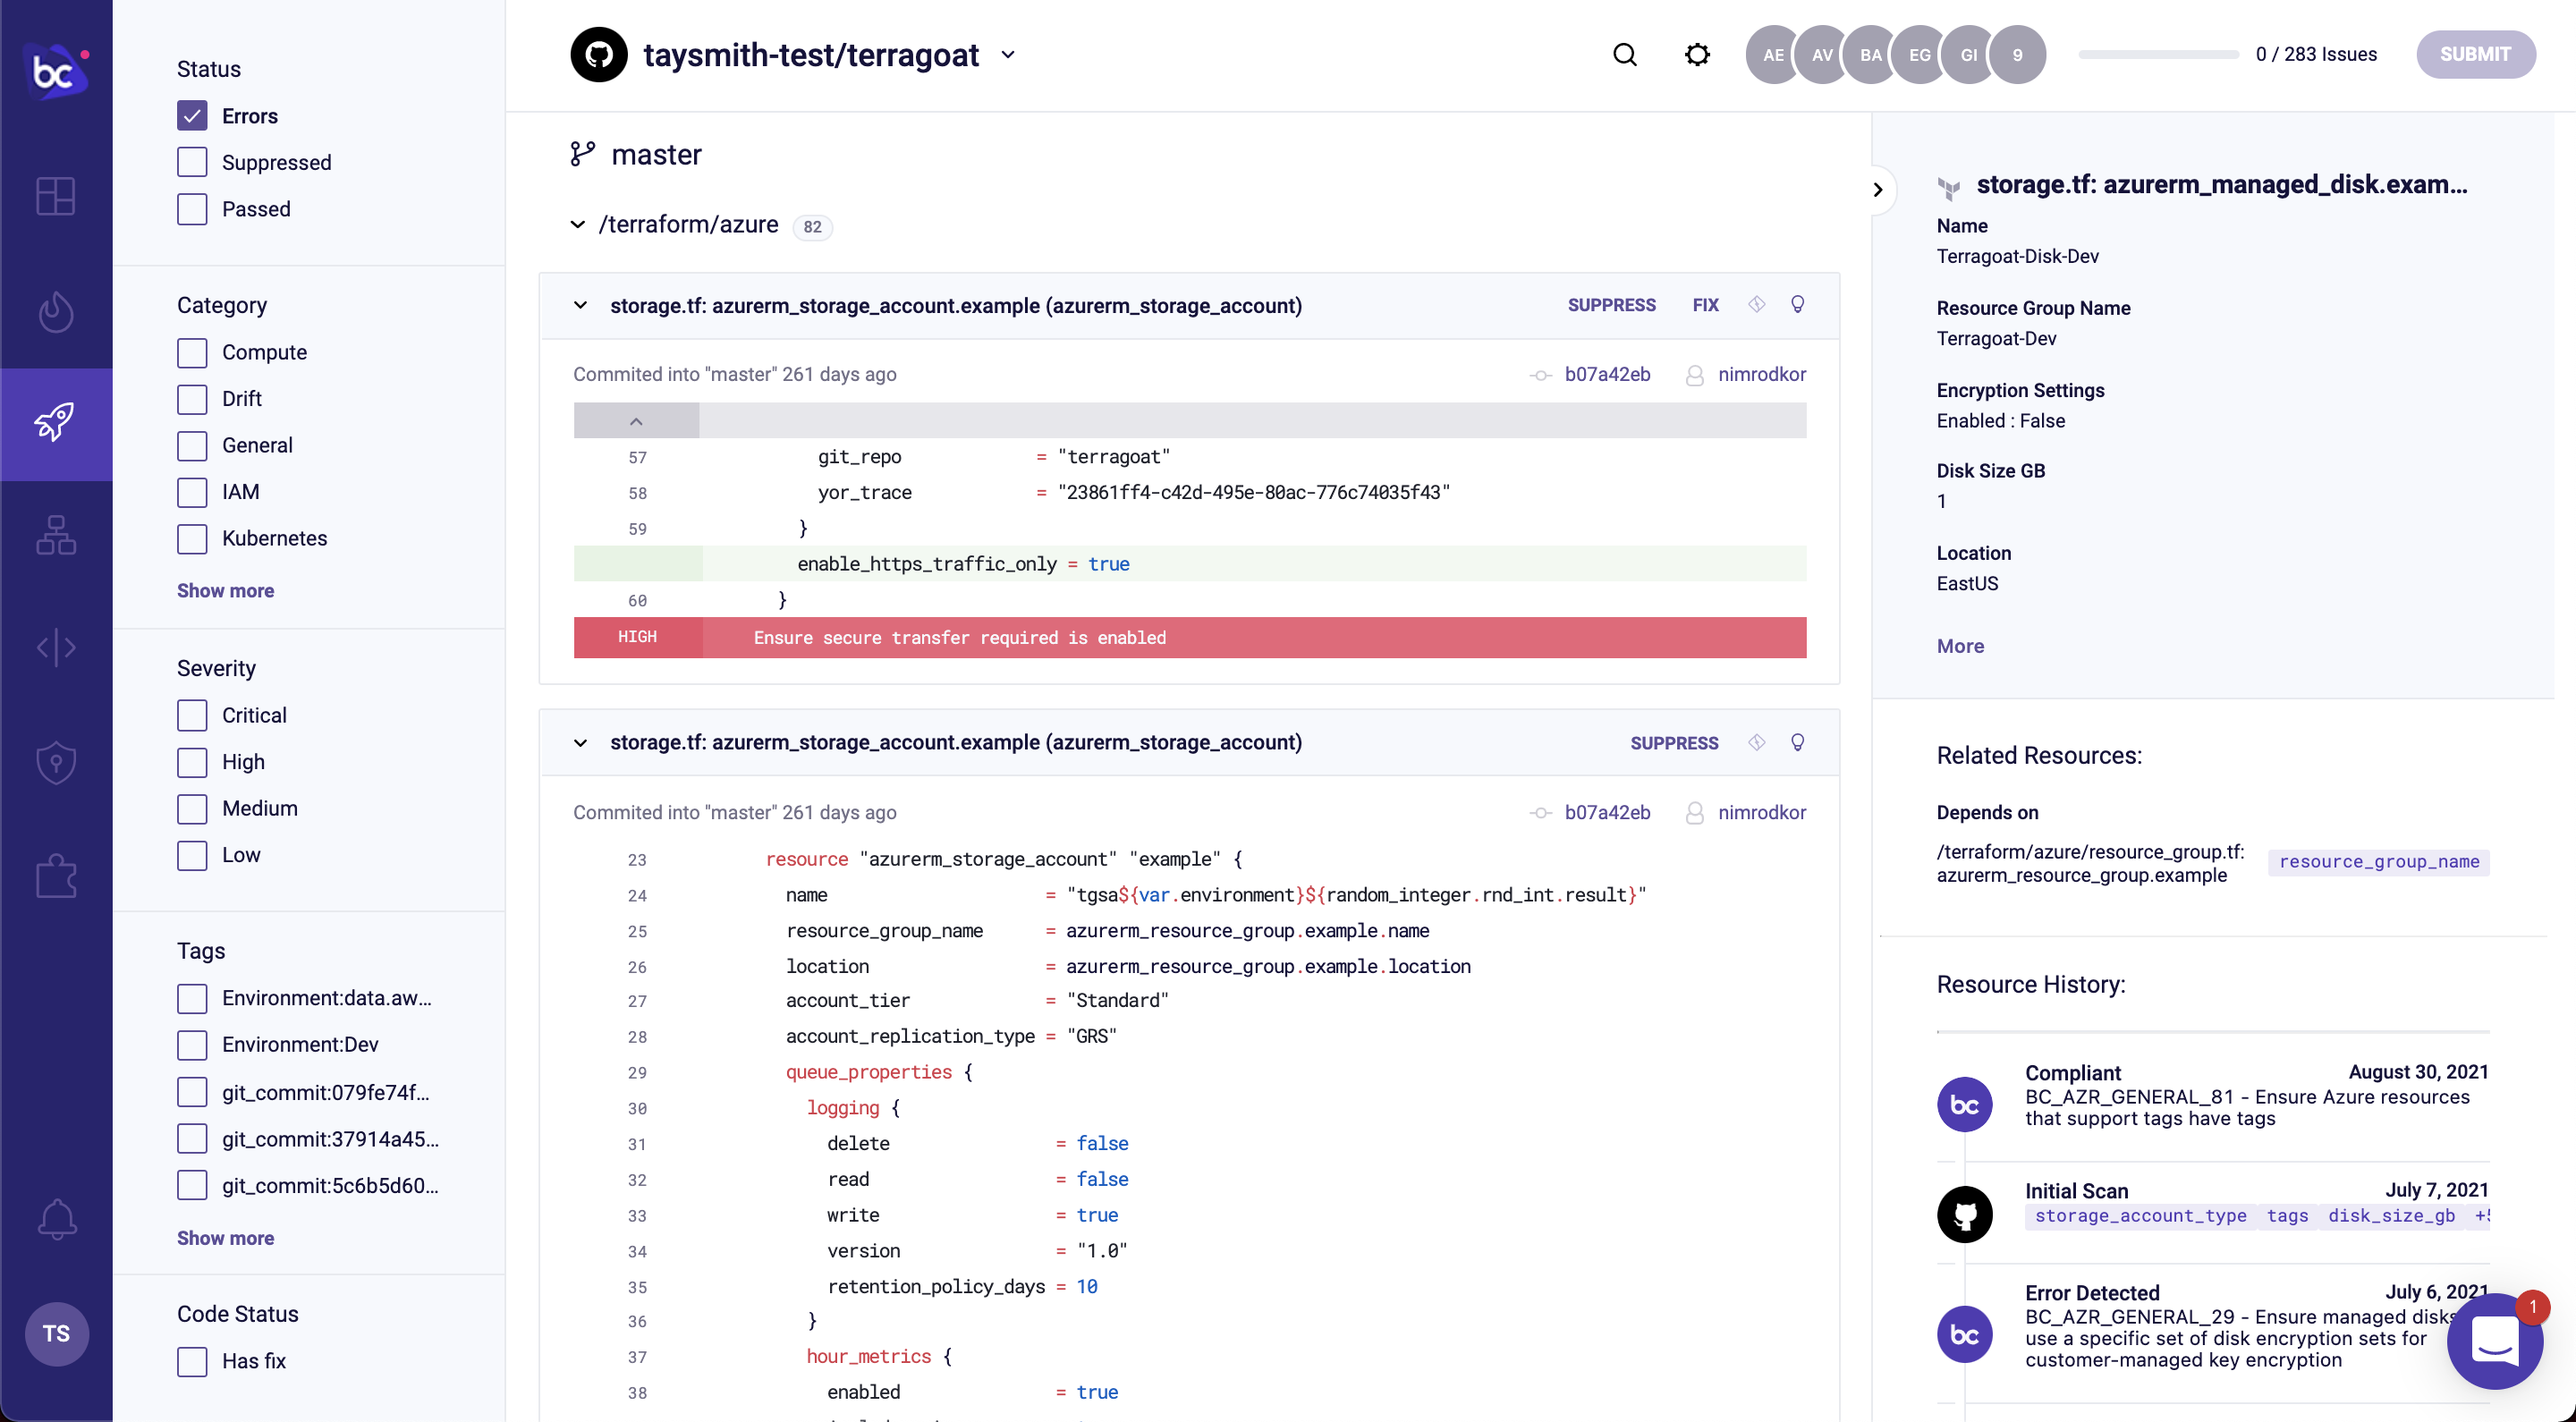 bc
TS
Status
Errors
Suppressed
Passed
Category
Compute
Drift
General
IAM
Kubernetes
Show more
Severity
Critical
High
Medium
Low
Tags
Environment:data.aw...
Environment:Dev
git_commit:079fe74f...
git_commit:37914a45...
git_commit:5c6b5d60...
Show more
Code Status
Has fix
taysmith-test/terragoat
AE AV BA EG GI 9
0 / 283 Issues
SUBMIT
master
/terraform/azure 82
storage.tf: azurerm_storage_account.example (azurerm_storage_account) SUPPRESS FIX
Commited into "master" 261 days ago b07a42eb nimrodkor
57 git_repo = "terragoat"
58 yor_trace = "23861ff4-c42d-495e-80ac-776c74035f43"
59 }
enable_https_traffic_only = true
60 }
HIGH Ensure secure transfer required is enabled
storage.tf: azurerm_storage_account.example (azurerm_storage_account) SUPPRESS
Commited into "master" 261 days ago b07a42eb nimrodkor
23 resource "azurerm_storage_account" "example" {
24 name = "tgsa${var.environment}${random_integer.rnd_int.result}"
25 resource_group_name = azurerm_resource_group.example.name
26 location = azurerm_resource_group.example.location
27 account_tier = "Standard"
28 account_replication_type = "GRS"
29 queue_properties {
30 logging {
31 delete = false
32 read = false
33 write = true
34 version = "1.0"
35 retention_policy_days = 10
36 }
37 hour_metrics {
38 enabled = true
storage.tf: azurerm_managed_disk.exam...
Name
Terragoat-Disk-Dev
Resource Group Name
Terragoat-Dev
Encryption Settings
Enabled : False
Disk Size GB
1
Location
EastUS
More
Related Resources:
Depends on
/terraform/azure/resource_group.tf:
azurerm_resource_group.example
resource_group_name
Resource History:
bc
Compliant August 30, 2021
BC_AZR_GENERAL_81 - Ensure Azure resources
that support tags have tags
Initial Scan July 7, 2021
storage_account_type tags disk_size_gb +5
bc
Error Detected July 6, 2021
BC_AZR_GENERAL_29 - Ensure managed disks
use a specific set of disk encryption sets for
customer-managed key encryption
1